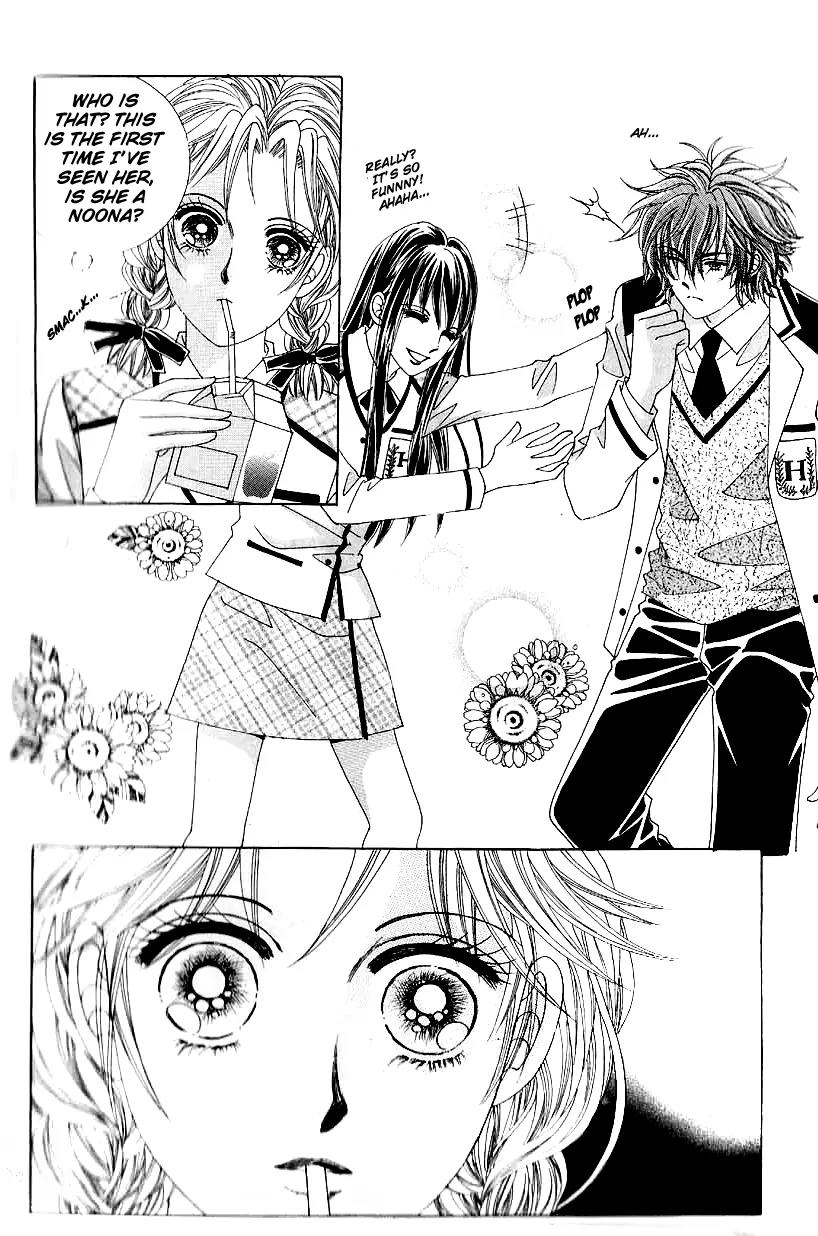 WHO IS
THAT? THIS
IS THE FIRST
TIME I'VE
SEEN HER,
IS SHE A
NOONA?
SMAC...K...
REALLY?
IT'S SO
FUNNNY!
AHAHA...
AH...
PLOP
PLOP
H
H